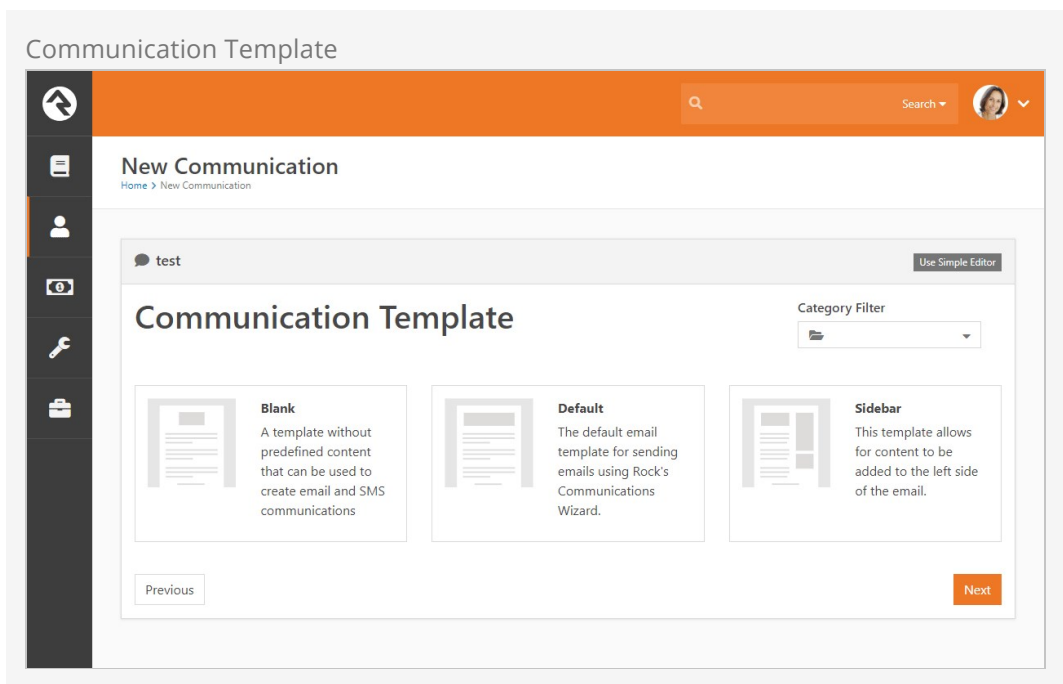 Communication Template
Search
New Communication
Home > New Communication
test
Use Simple Editor
Communication Template
Category Filter
Blank
A template without
predefined content
that can be used to
create email and SMS
communications
Default
The default email
template for sending
emails using Rock's
Communications
Wizard.
Sidebar
This template allows
for content to be
added to the left side
of the email.
Previous
Next